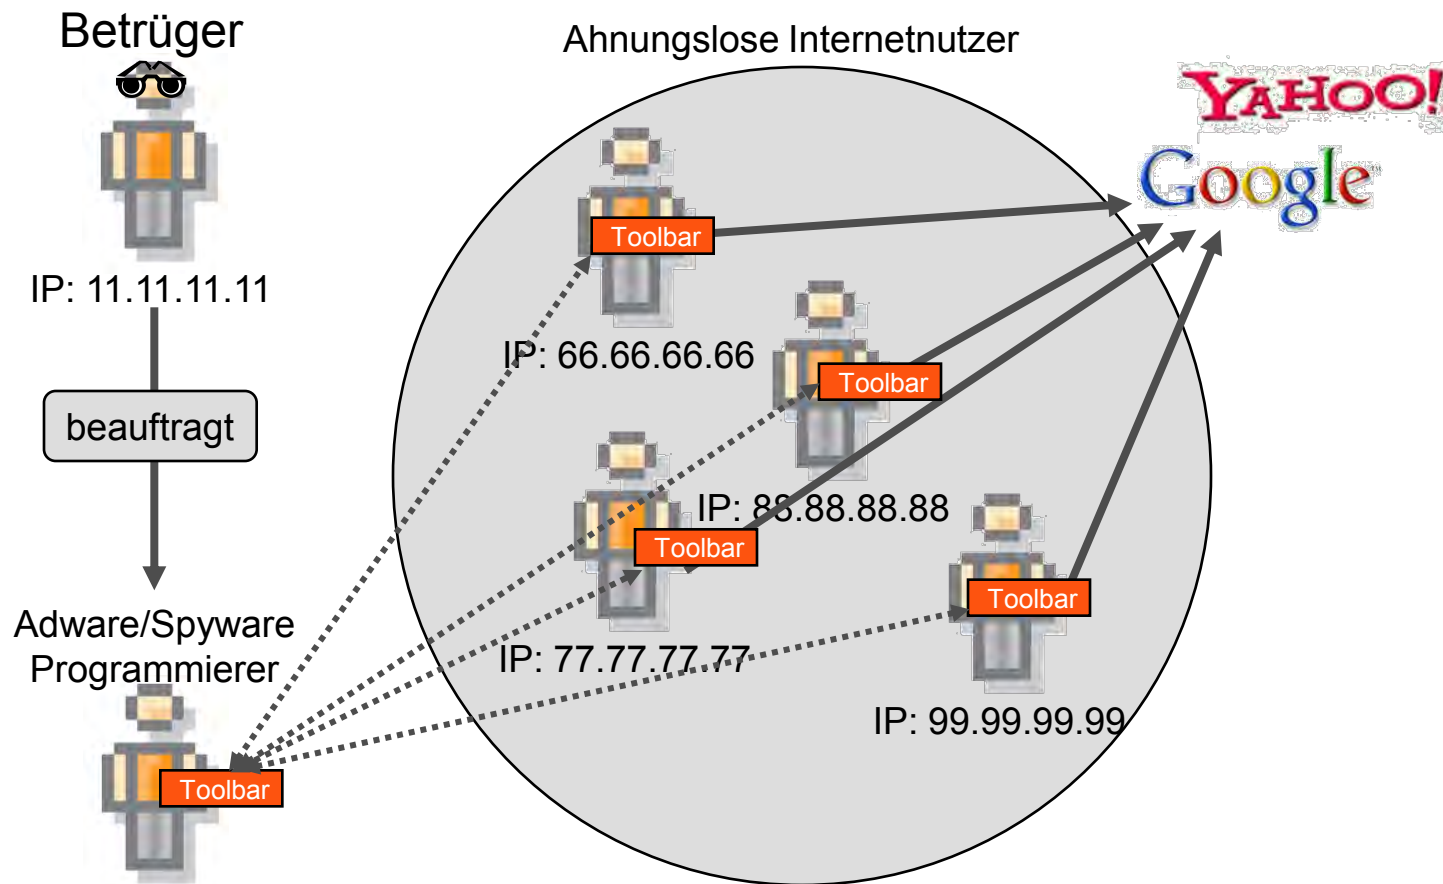 Betrüger
IP: 11.11.11.11
beauftragt
Adware/Spyware
Programmierer
Toolbar
Ahnungslose Internetnutzer
Toolbar
IP: 66.66.66.66
Toolbar
IP: 88.88.88.88
Toolbar
IP: 77.77.77.77
Toolbar
IP: 99.99.99.99
YAHOO!
Google™